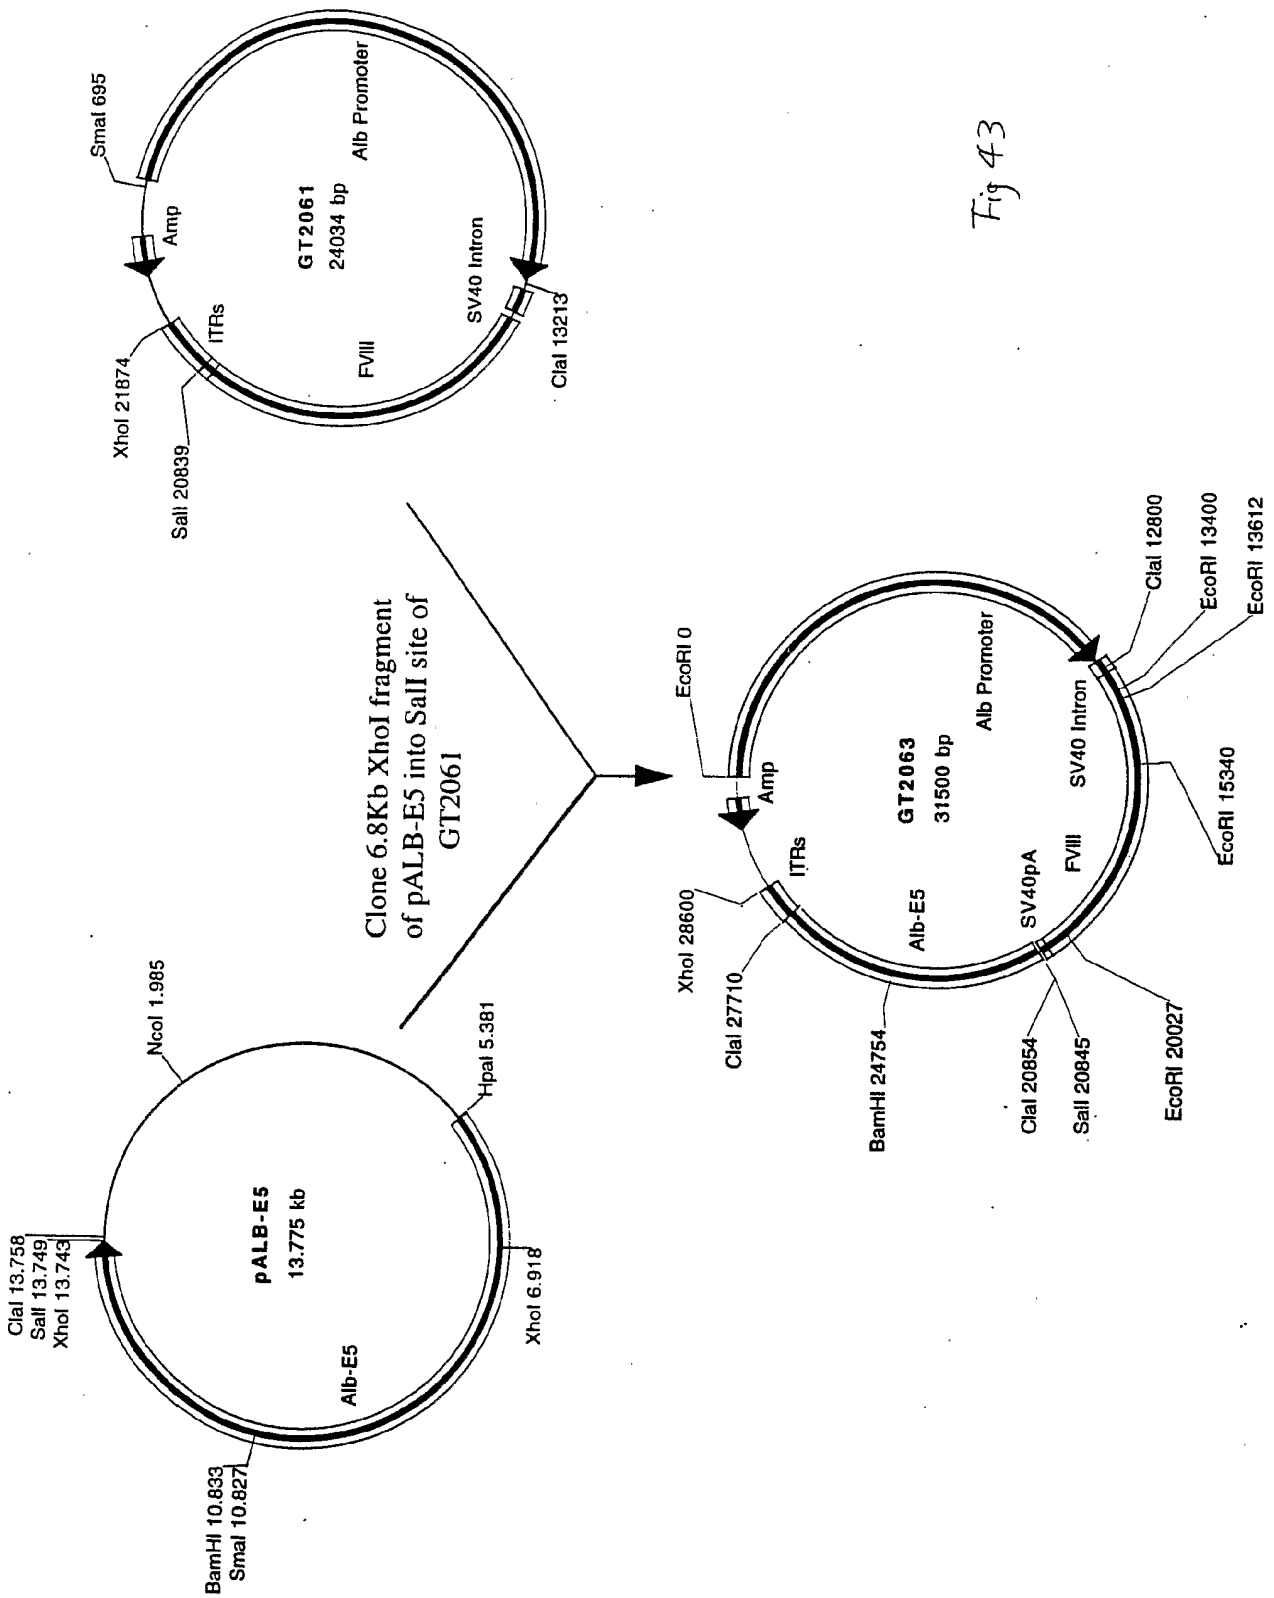 ClaI 13.758
SalI 13.749
XhoI 13.743
NcoI 1.985
HpaI 5.381
XhoI 6.918
BamHI 10.833
SmaI 10.827
Alb-E5
pALB-E5
13.775 kb
Clone 6.8Kb XhoI fragment
of pALB-E5 into SalI site of
GT2061
SmaI 695
Amp
XhoI 21874
ITRs
SalI 20839
GT2061
24034 bp
Alb Promoter
FVIII
SV40 Intron
ClaI 13213
EcoRI 0
Amp
XhoI 28600
ITRs
ClaI 27710
Alb-E5
BamHI 24754
GT2063
31500 bp
Alb Promoter
SV40 Intron
SV40pA
FVIII
ClaI 20854
SalI 20845
EcoRI 20027
EcoRI 15340
ClaI 12800
EcoRI 13400
EcoRI 13612
Fig 43